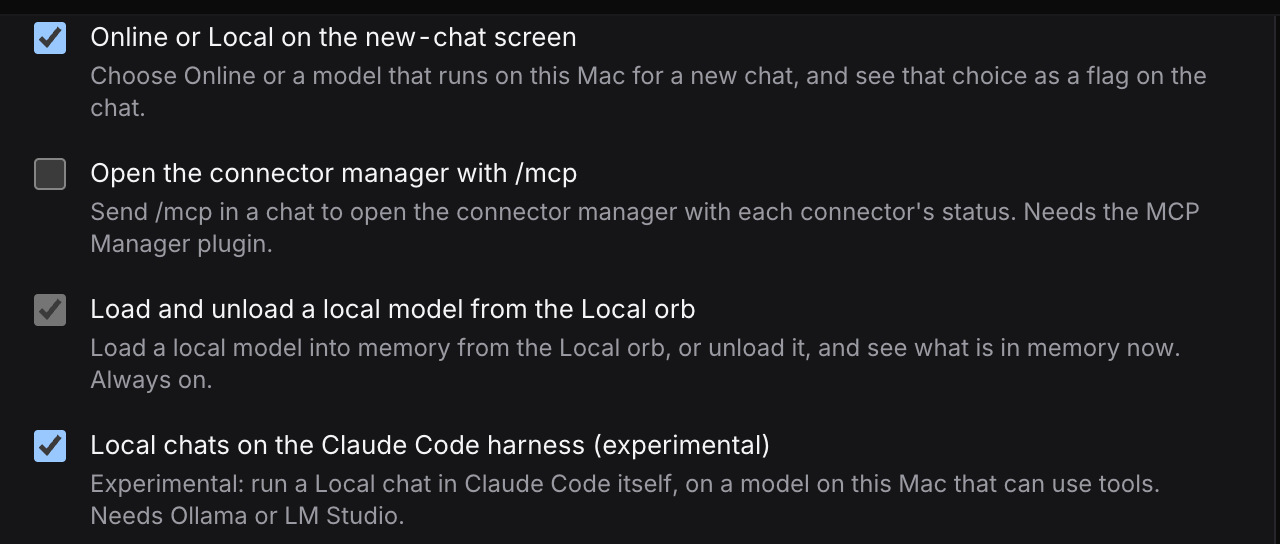 Online or Local on the new-chat screen
Choose Online or a model that runs on this Mac for a new chat, and see that choice as a flag on the
chat.
Open the connector manager with /mcp
Send /mcp in a chat to open the connector manager with each connector's status. Needs the MCP
Manager plugin.
Load and unload a local model from the Local orb
Load a local model into memory from the Local orb, or unload it, and see what is in memory now.
Always on.
Local chats on the Claude Code harness (experimental)
Experimental: run a Local chat in Claude Code itself, on a model on this Mac that can use tools.
Needs Ollama or LM Studio.